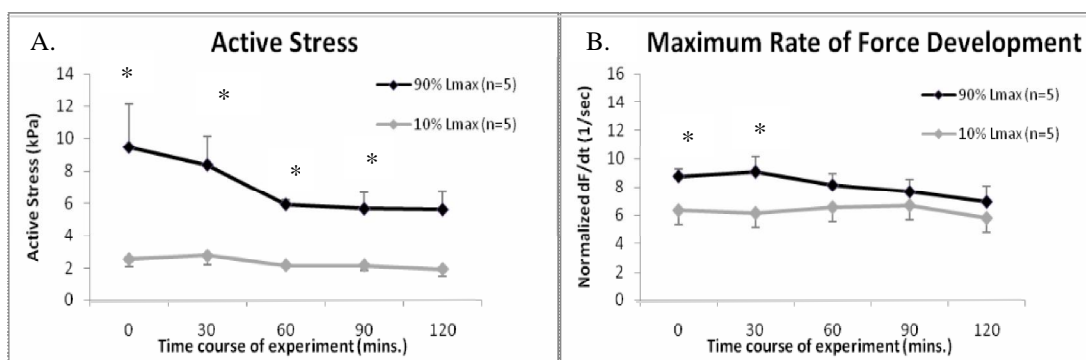 A.
Active Stress
14
12
10
8
6
4
2
0
Active Stress (kPa)
*
*
*
*
90% Lmax (n=5)
10% Lmax (n=5)
0 30 60 90 120
Time course of experiment (mins.)
B.
Maximum Rate of Force Development
16
14
12
10
8
6
4
2
0
Normalized dF/dt (1/sec)
*
*
90% Lmax (n=5)
10% Lmax (n=5)
0 30 60 90 120
Time course of experiment (mins.)